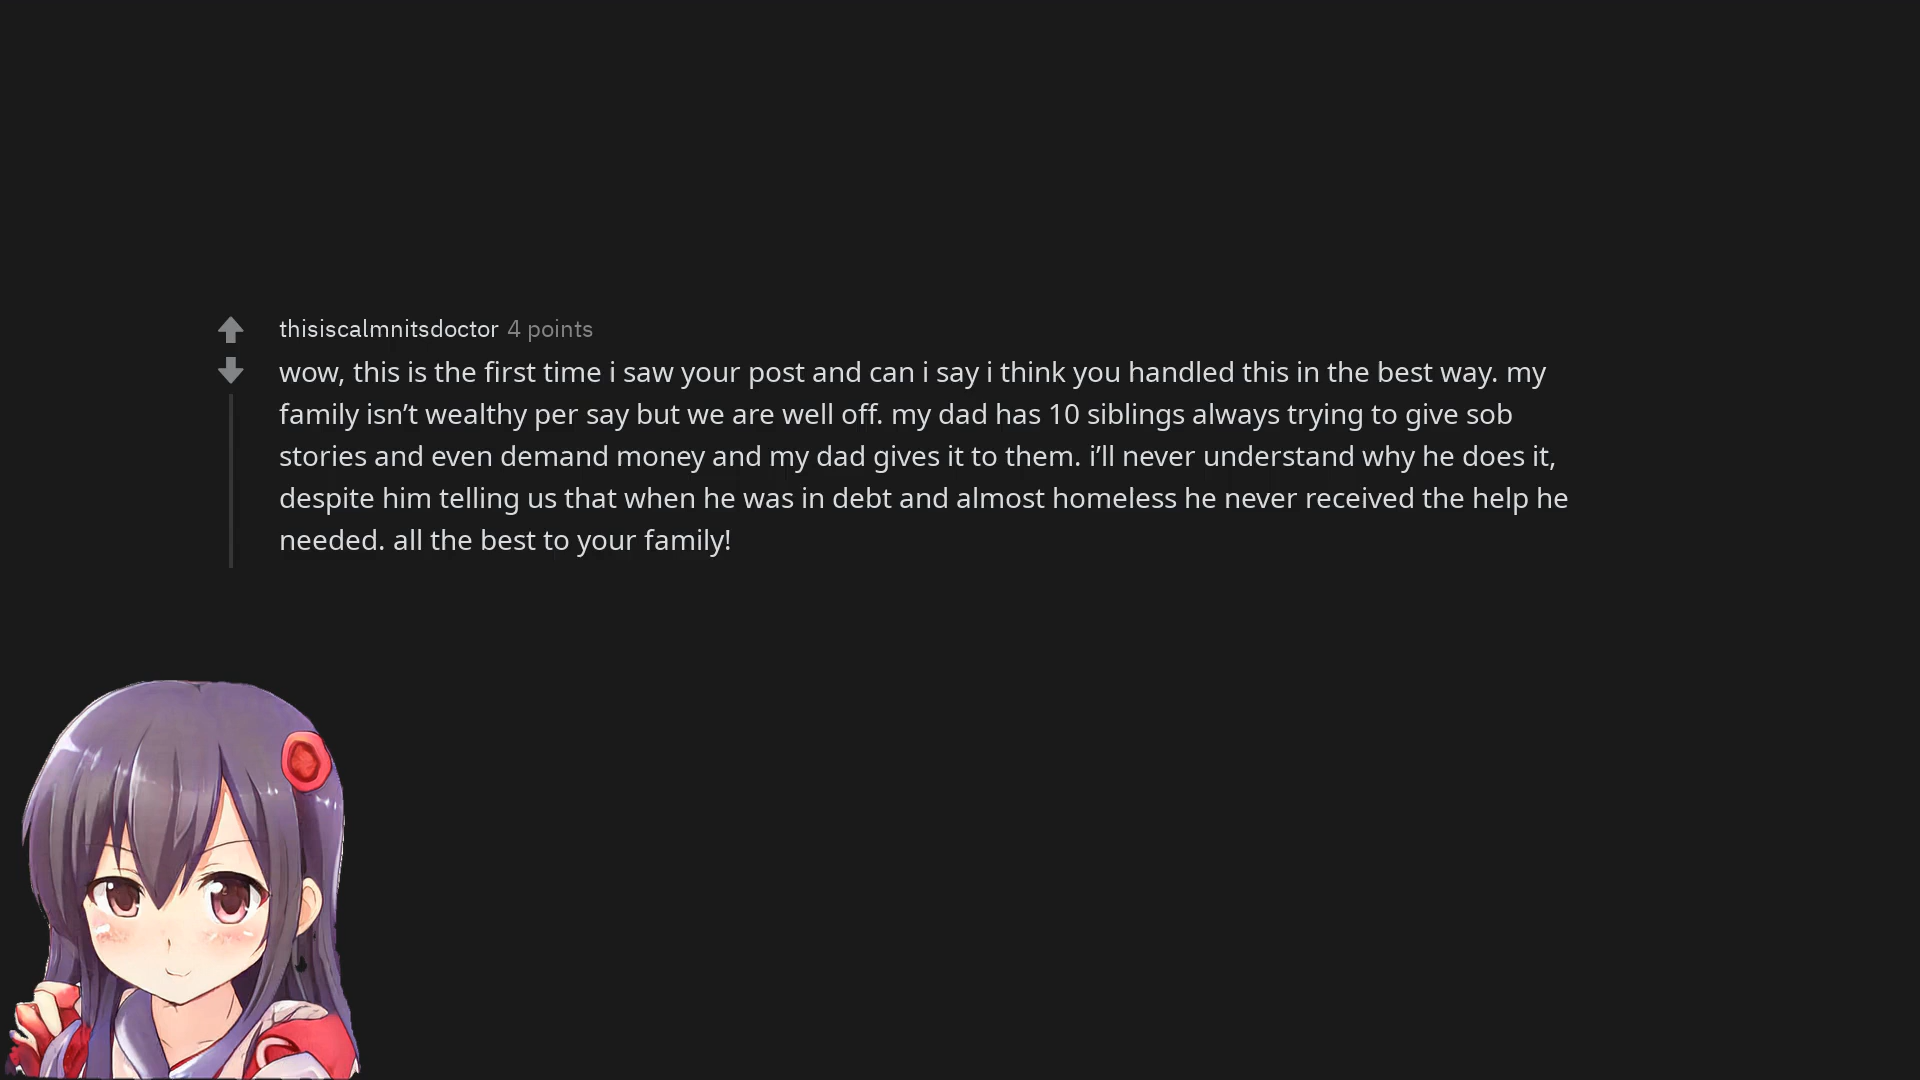 thisiscalmnitsdoctor 4 points
wow, this is the first time i saw your post and can i say i think you handled this in the best way. my
family isn’t wealthy per say but we are well off. my dad has 10 siblings always trying to give sob
stories and even demand money and my dad gives it to them. i’ll never understand why he does it,
despite him telling us that when he was in debt and almost homeless he never received the help he
needed. all the best to your family!